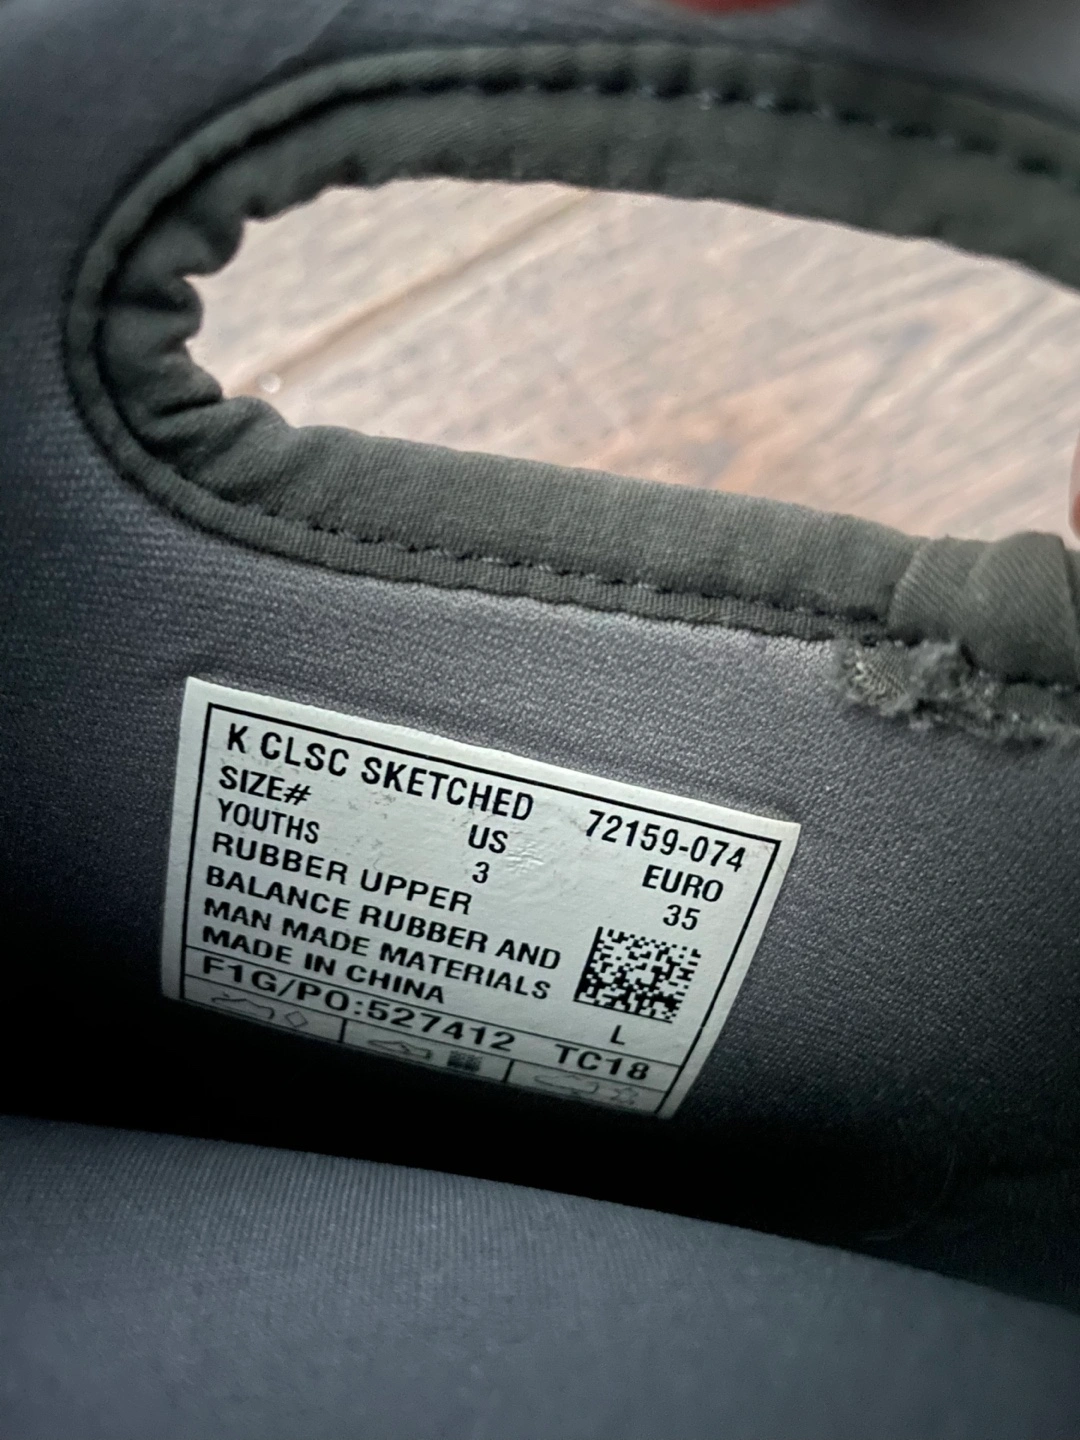 K CLSC SKETCHED 72159-074
SIZE# US EURO
YOUTHS 3 35
RUBBER UPPER
BALANCE RUBBER AND
MAN MADE MATERIALS
MADE IN CHINA L
F1G/PO:527412 TC18